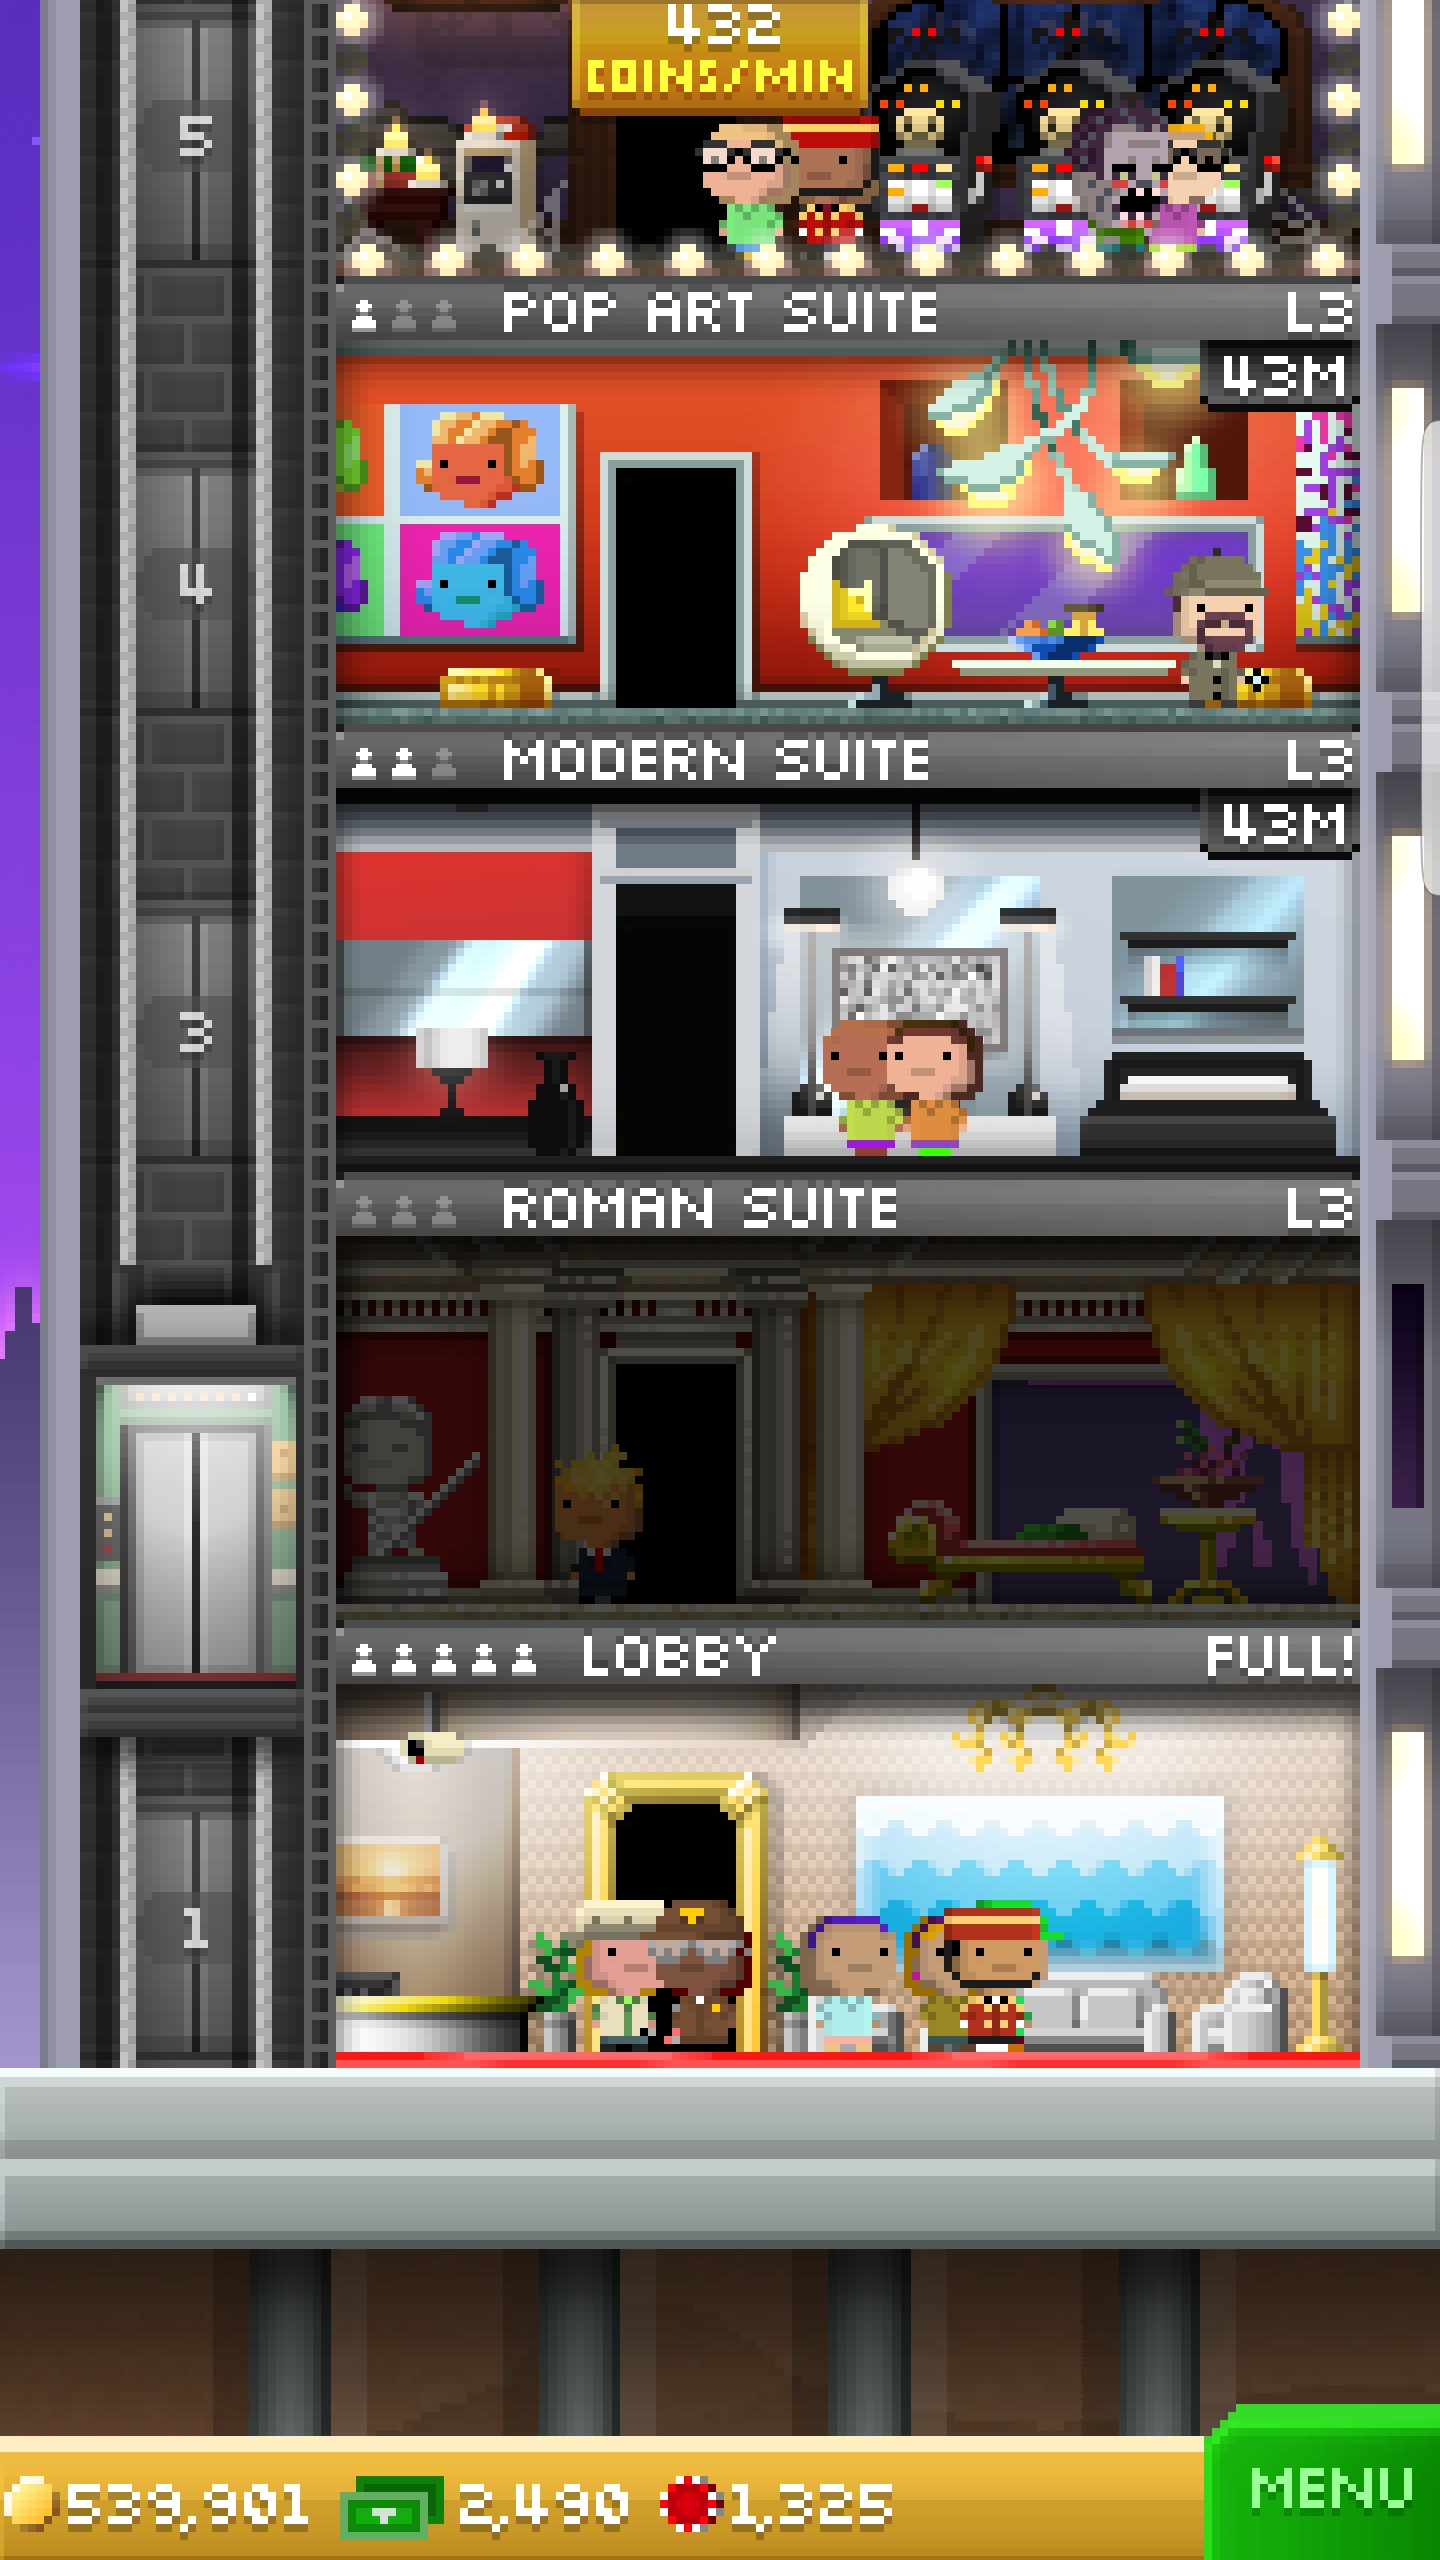 432
COINS/MIN
5
POP ART SUITE L3
43M
4
MODERN SUITE L3
43M
3
ROMAN SUITE L3
LOBBY FULL!
1
539,901 2,490 1,325 MENU